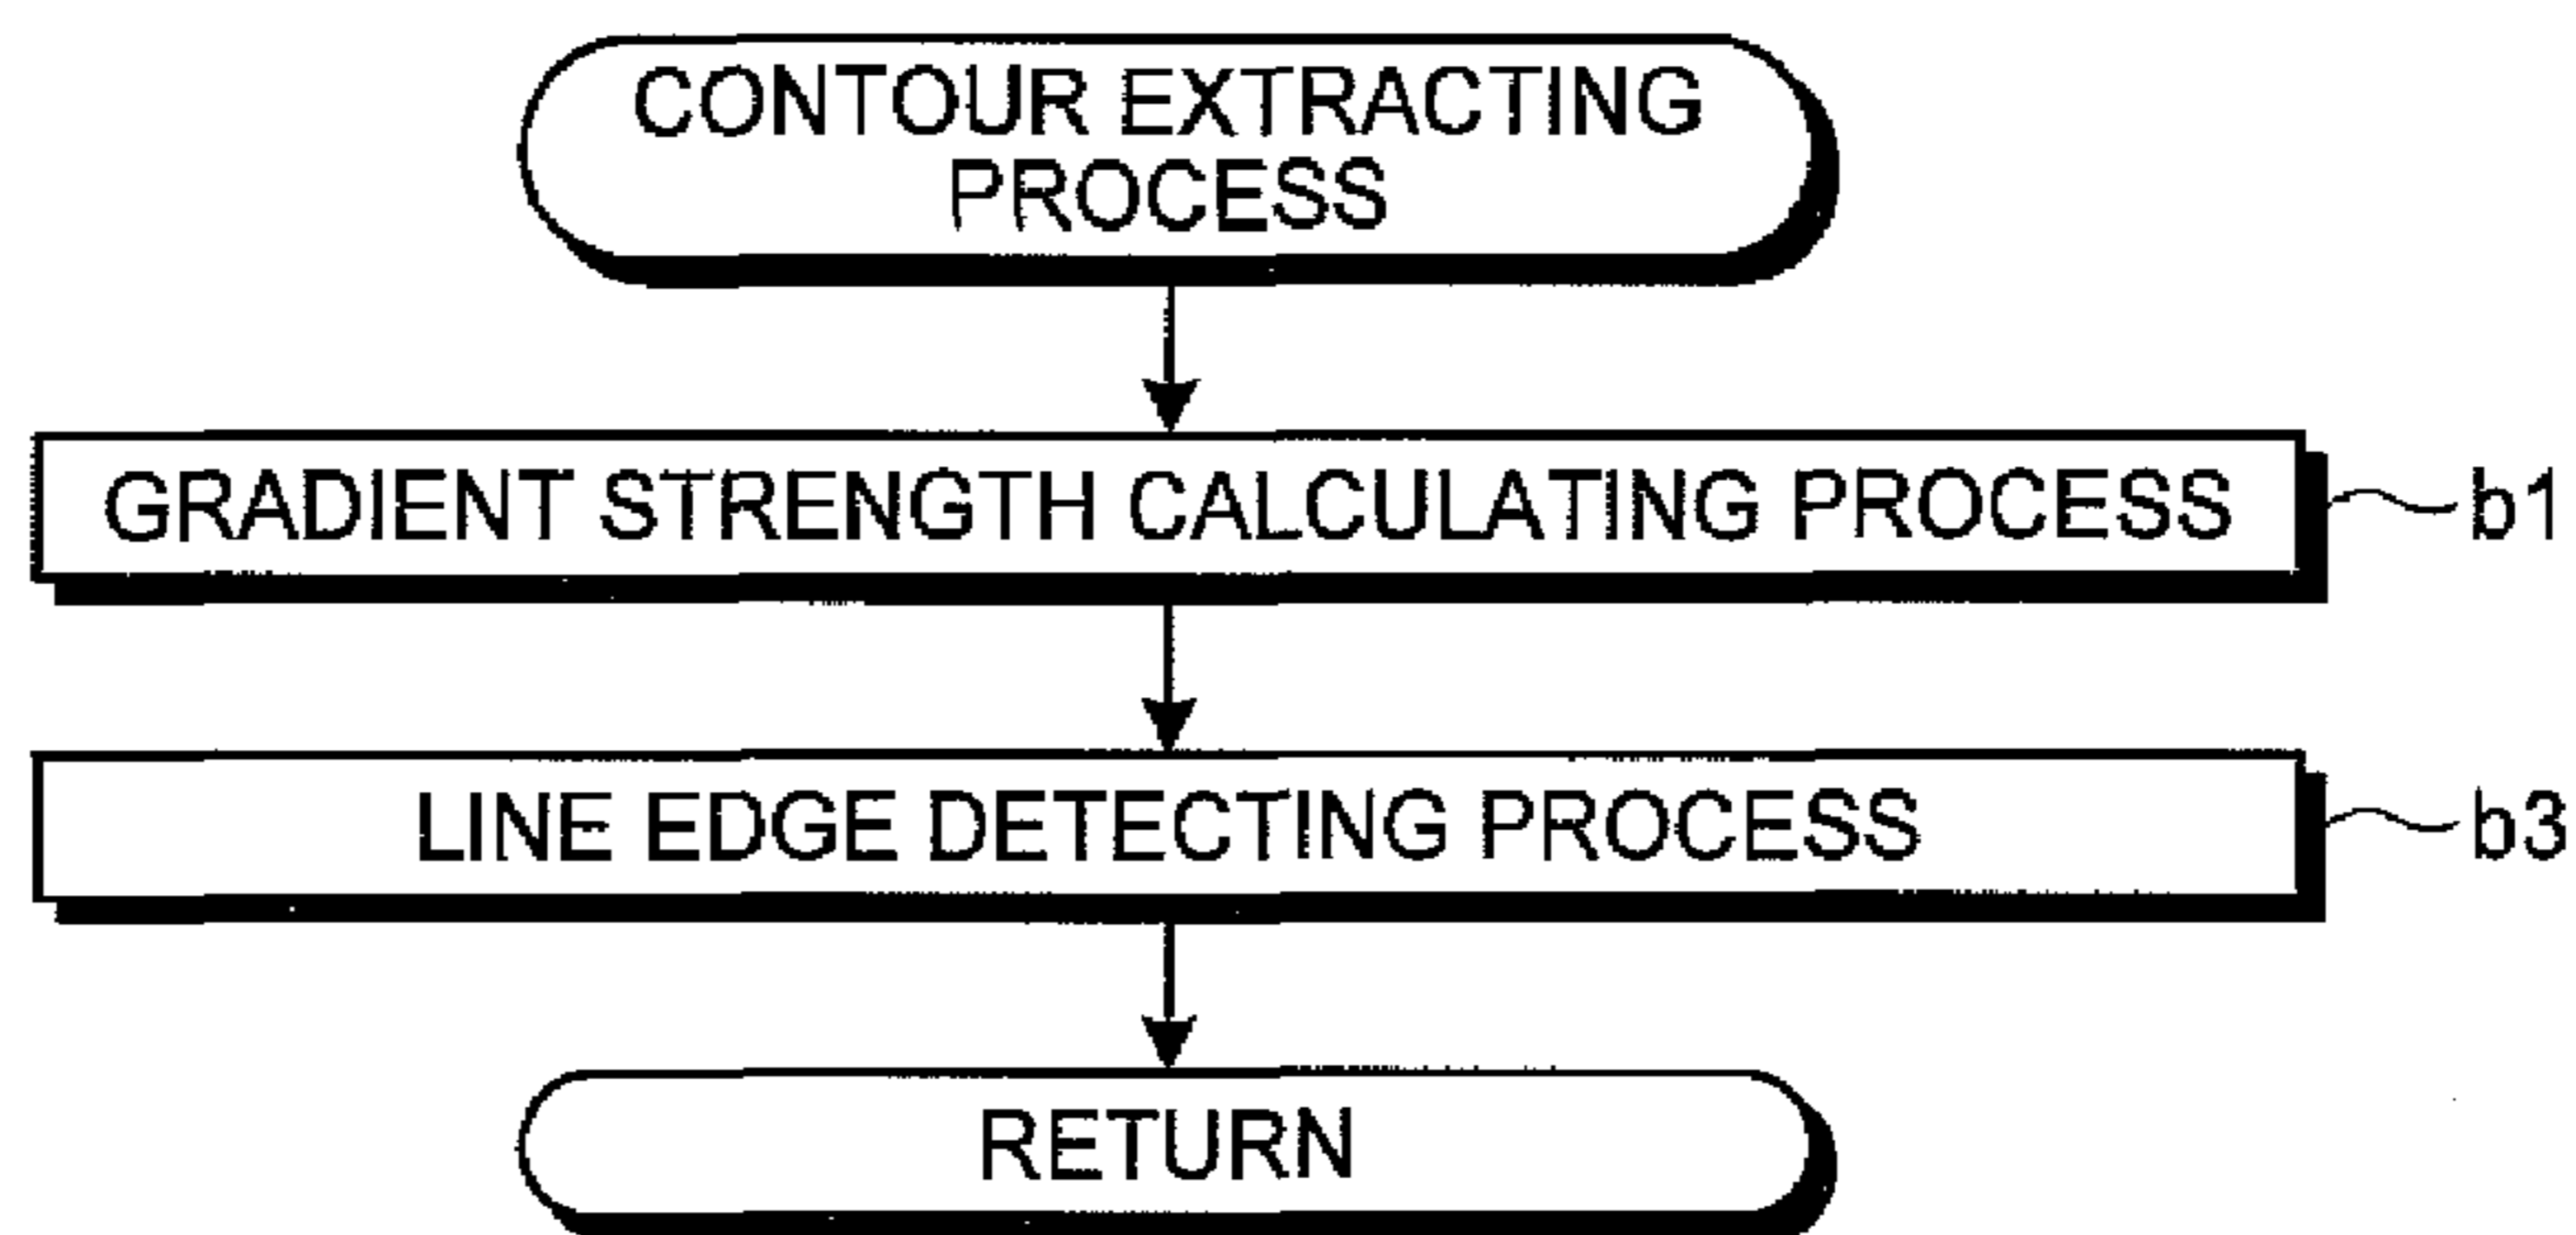 CONTOUR EXTRACTING
PROCESS
GRADIENT STRENGTH CALCULATING PROCESS
b1
LINE EDGE DETECTING PROCESS
b3
RETURN